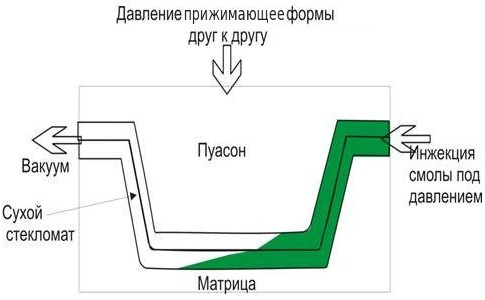 Давление прижимающее формы
друг к другу
Пуасон
Вакуум
Инжекция
смолы под
давлением
Сухой
стекломат
Матрица